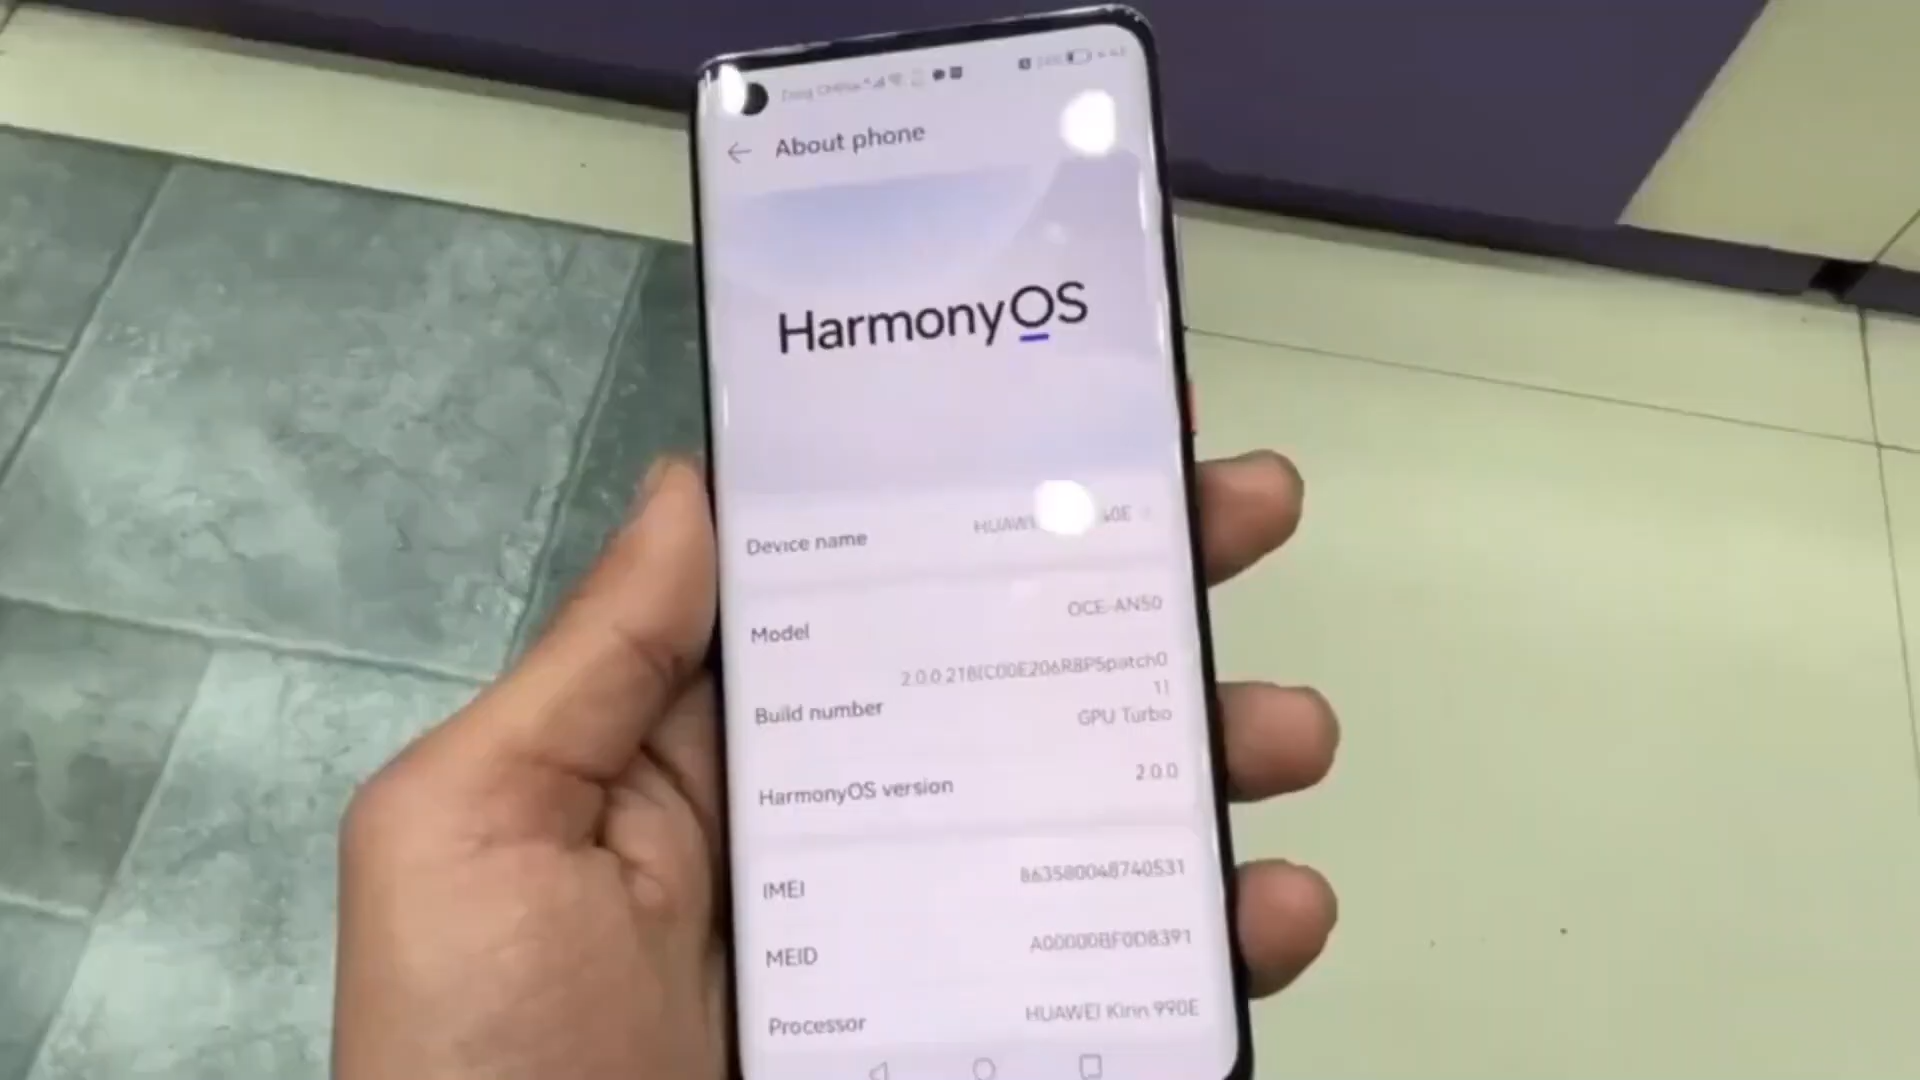 About phone
HarmonyOS
Device name
HUAWEI
40E
Model
OCE-AN50
Build number
2.0.0.218(C00E206R8P5patch0
1)
GPU Turbo
HarmonyOS version
2.0.0
IMEI
863580048740531
MEID
A00000BF0D8391
Processor
HUAWEI Kirin 990E